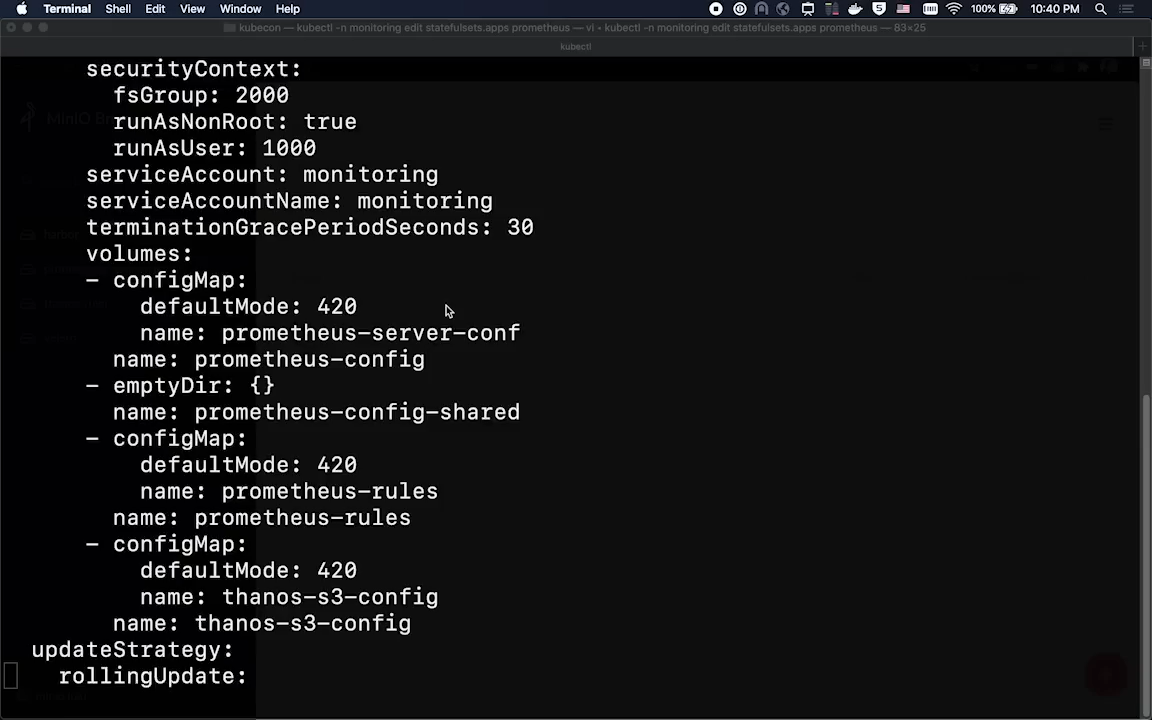 Terminal Shell Edit View Window Help 5 100% 10:40 PM
kubecon — kubectl -n monitoring edit statefulsets.apps prometheus — vi • kubectl -n monitoring edit statefulsets.apps prometheus — 83×25
kubectl
securityContext:
fsGroup: 2000
runAsNonRoot: true
runAsUser: 1000
serviceAccount: monitoring
serviceAccountName: monitoring
terminationGracePeriodSeconds: 30
volumes:
- configMap:
defaultMode: 420
name: prometheus-server-conf
name: prometheus-config
- emptyDir: {}
name: prometheus-config-shared
- configMap:
defaultMode: 420
name: prometheus-rules
name: prometheus-rules
- configMap:
defaultMode: 420
name: thanos-s3-config
name: thanos-s3-config
updateStrategy:
rollingUpdate: